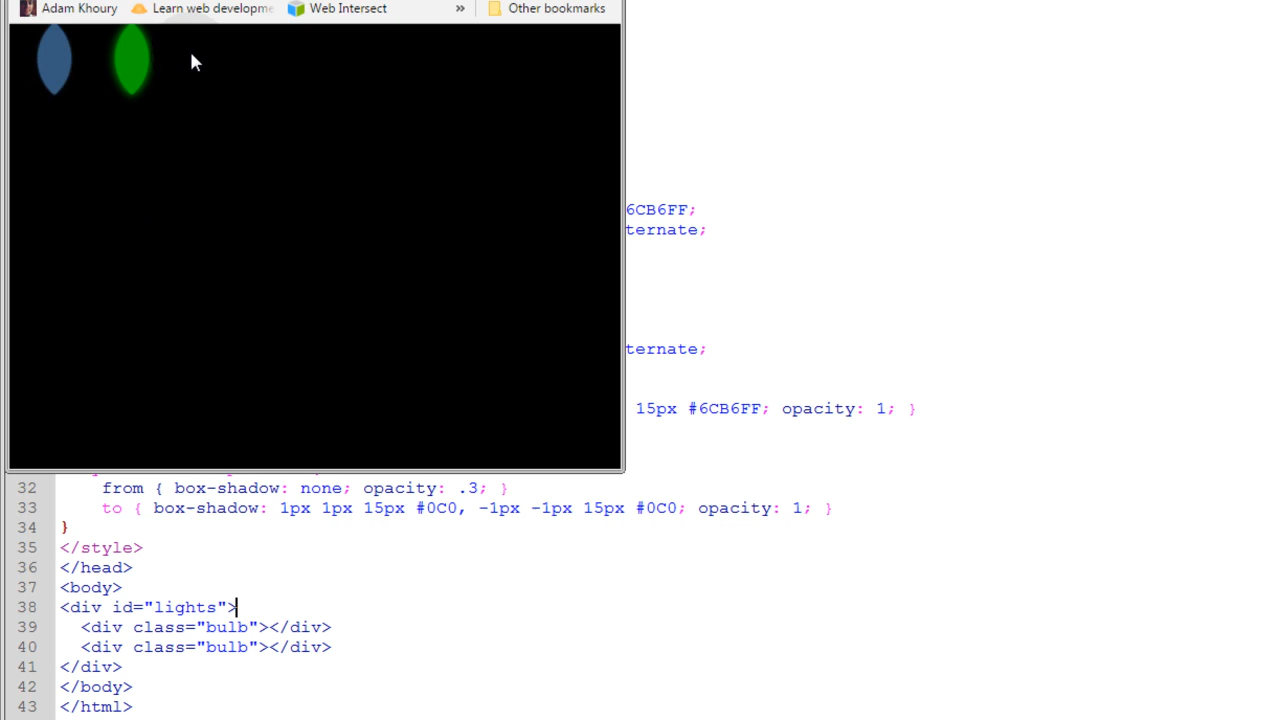 Adam Khoury Learn web developme Web Intersect » Other bookmarks
6CB6FF;
ternate;
ternate;
15px #6CB6FF; opacity: 1; }
32 from { box-shadow: none; opacity: .3; }
33 to { box-shadow: 1px 1px 15px #0C0, -1px -1px 15px #0C0; opacity: 1; }
34 }
35 </style>
36 </head>
37 <body>
38 <div id="lights">
39 <div class="bulb"></div>
40 <div class="bulb"></div>
41 </div>
42 </body>
43 </html>